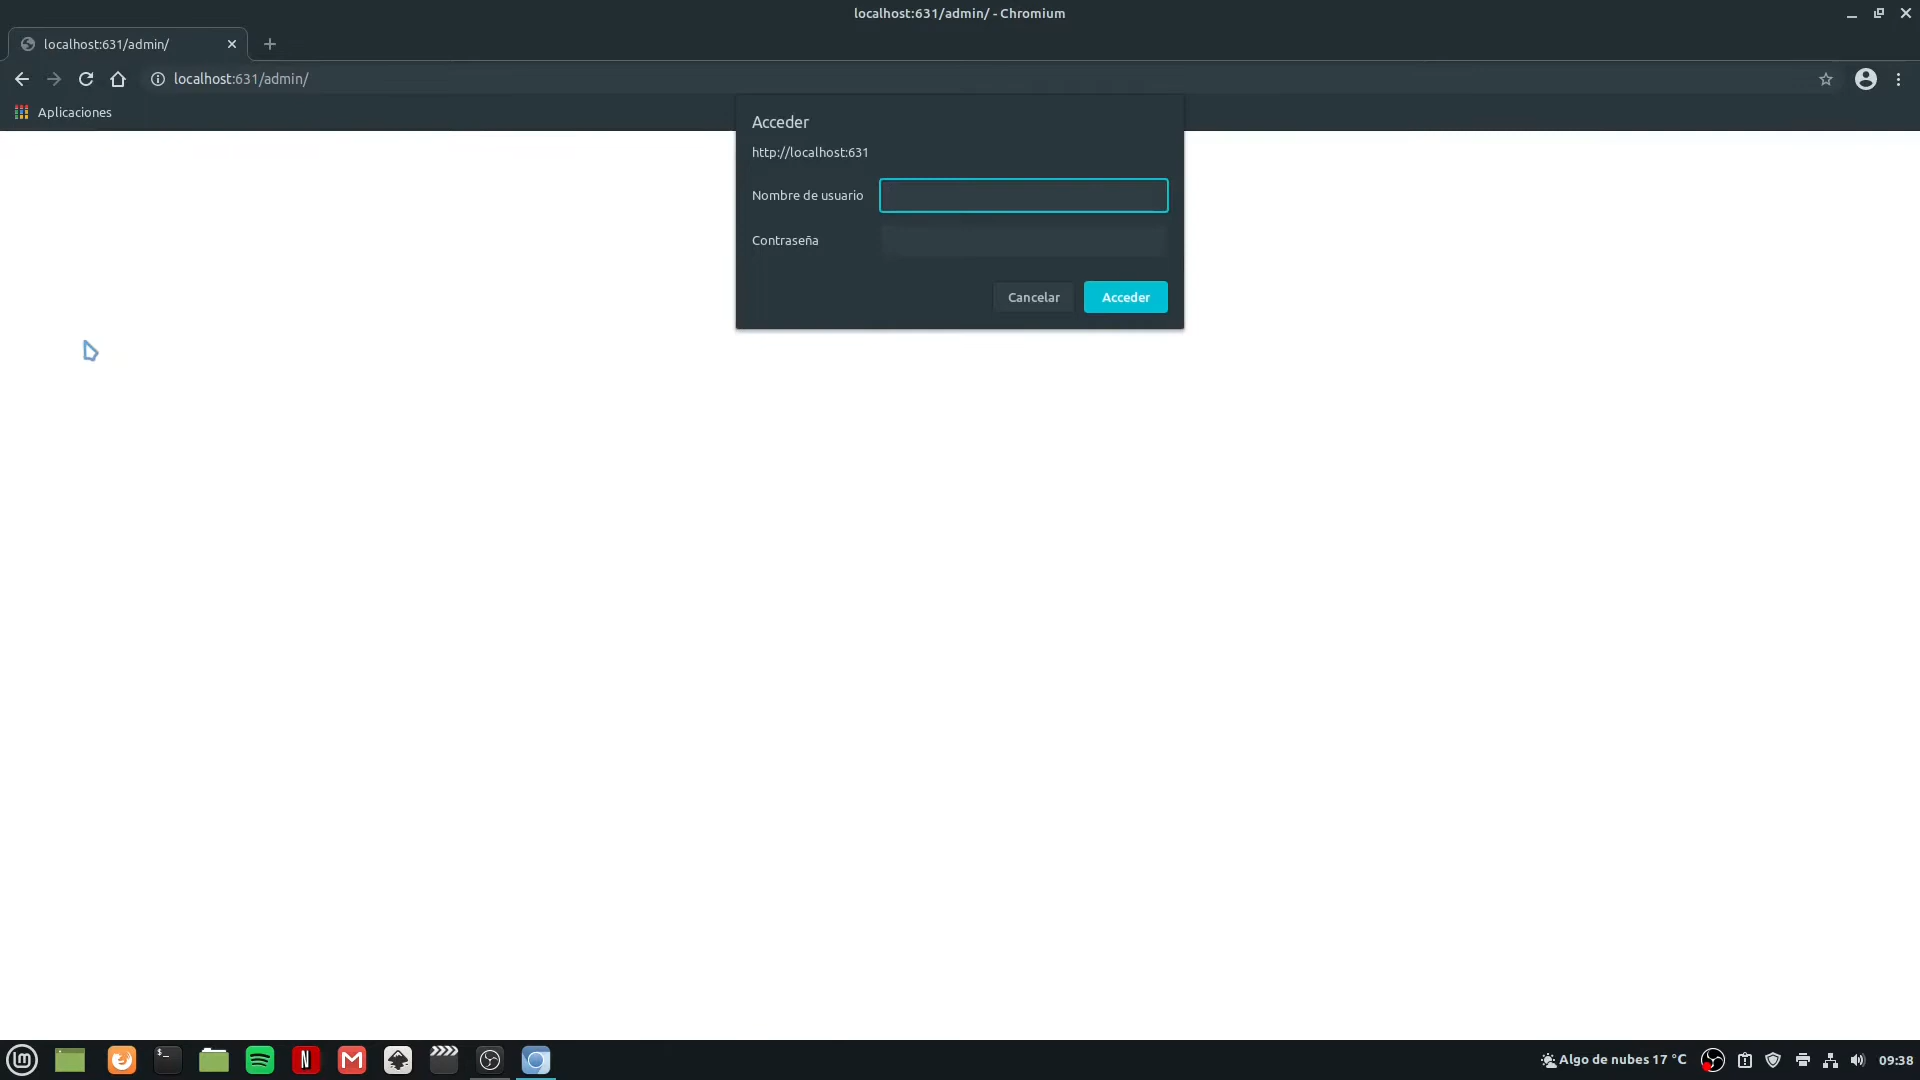 localhost:631/admin/ - Chromium
localhost:631/admin/
localhost:631/admin/
Aplicaciones
Acceder
http://localhost:631
Nombre de usuario
Contraseña
Cancelar
Acceder
Algo de nubes 17 °C
09:38